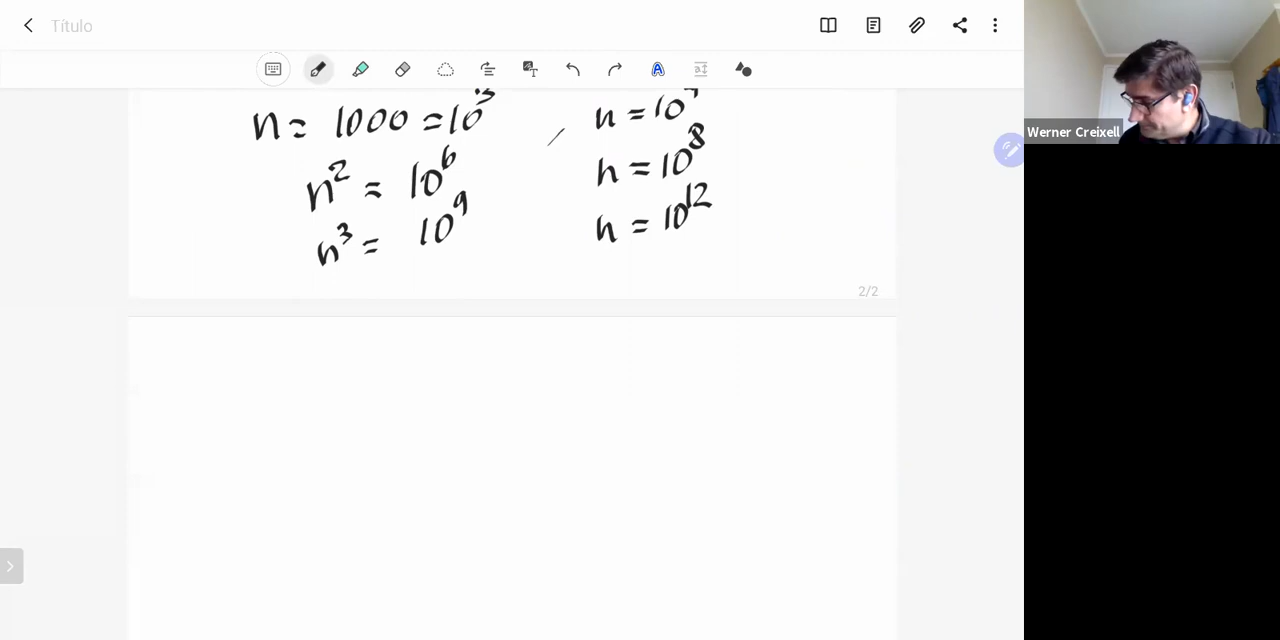 Título
Werner Creixell
n = 1000 = 10³
n² = 10⁶
n³ = 10⁹
n = 10
n = 10⁸
n = 10¹²
2/2